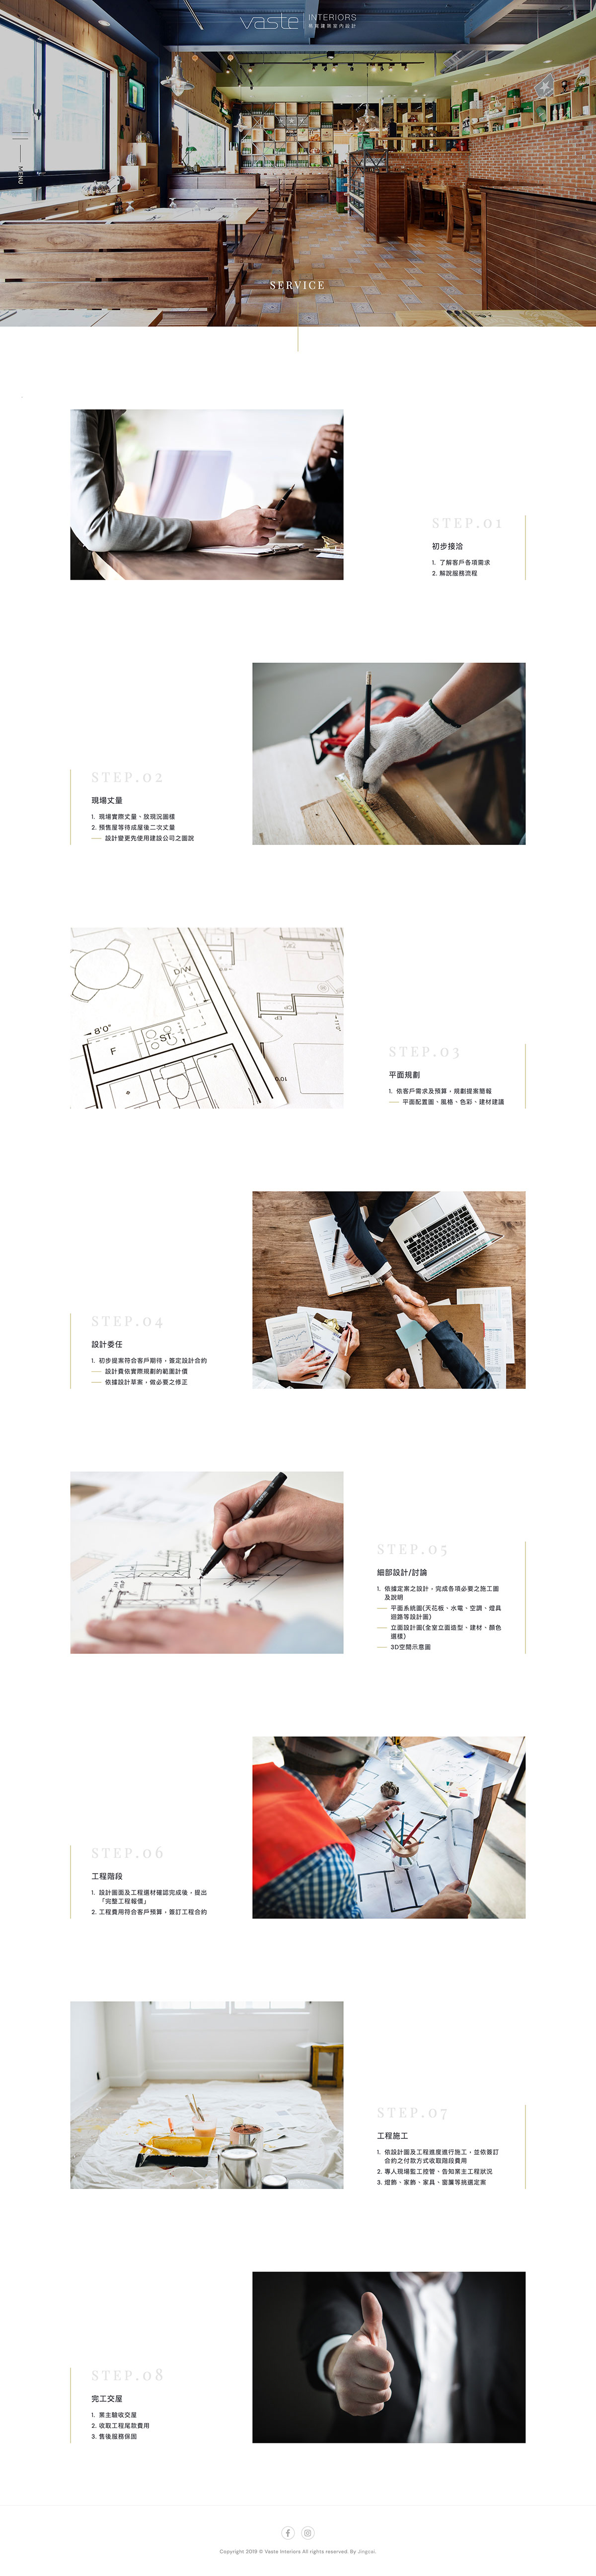 vaste INTERIORS
MENU
SERVICE
STEP.01
初步接洽
1. 了解客戶各項需求
2. 解說服務流程
STEP.02
現場丈量
1. 現場實際丈量、放現況圖樣
2. 預售屋等待成屋後二次丈量
設計變更先使用建設公司之圖說
D/W
8'0"
F
ST
STEP.03
平面規劃
1. 依客戶需求及預算，規劃提案簡報
平面配置圖、風格、色彩、建材建議
STEP.04
設計委任
1. 初步提案符合客戶期待，簽定設計合約
設計費依實際規劃的範圍計價
依據設計草案，做必要之修正
STEP.05
細部設計/討論
1. 依據定案之設計，完成各項必要之施工圖
及說明
平面系統圖(天花板、水電、空調、燈具
迴路等設計圖)
立面設計圖(全室立面造型、建材、顏色
選樣)
3D空間示意圖
STEP.06
工程階段
1. 設計圖面及工程選材確認完成後，提出
「完整工程報價」
2. 工程費用符合客戶預算，簽訂工程合約
STEP.07
工程施工
1. 依設計圖及工程進度進行施工，並依簽訂
合約之付款方式收取階段費用
2. 專人現場監工控管、告知業主工程狀況
3. 燈飾、家飾、家具、窗簾等挑選定案
STEP.08
完工交屋
1. 業主驗收交屋
2. 收取工程尾款費用
3. 售後服務保固
Copyright 2019 © Vaste Interiors All rights reserved. By Jingcai.